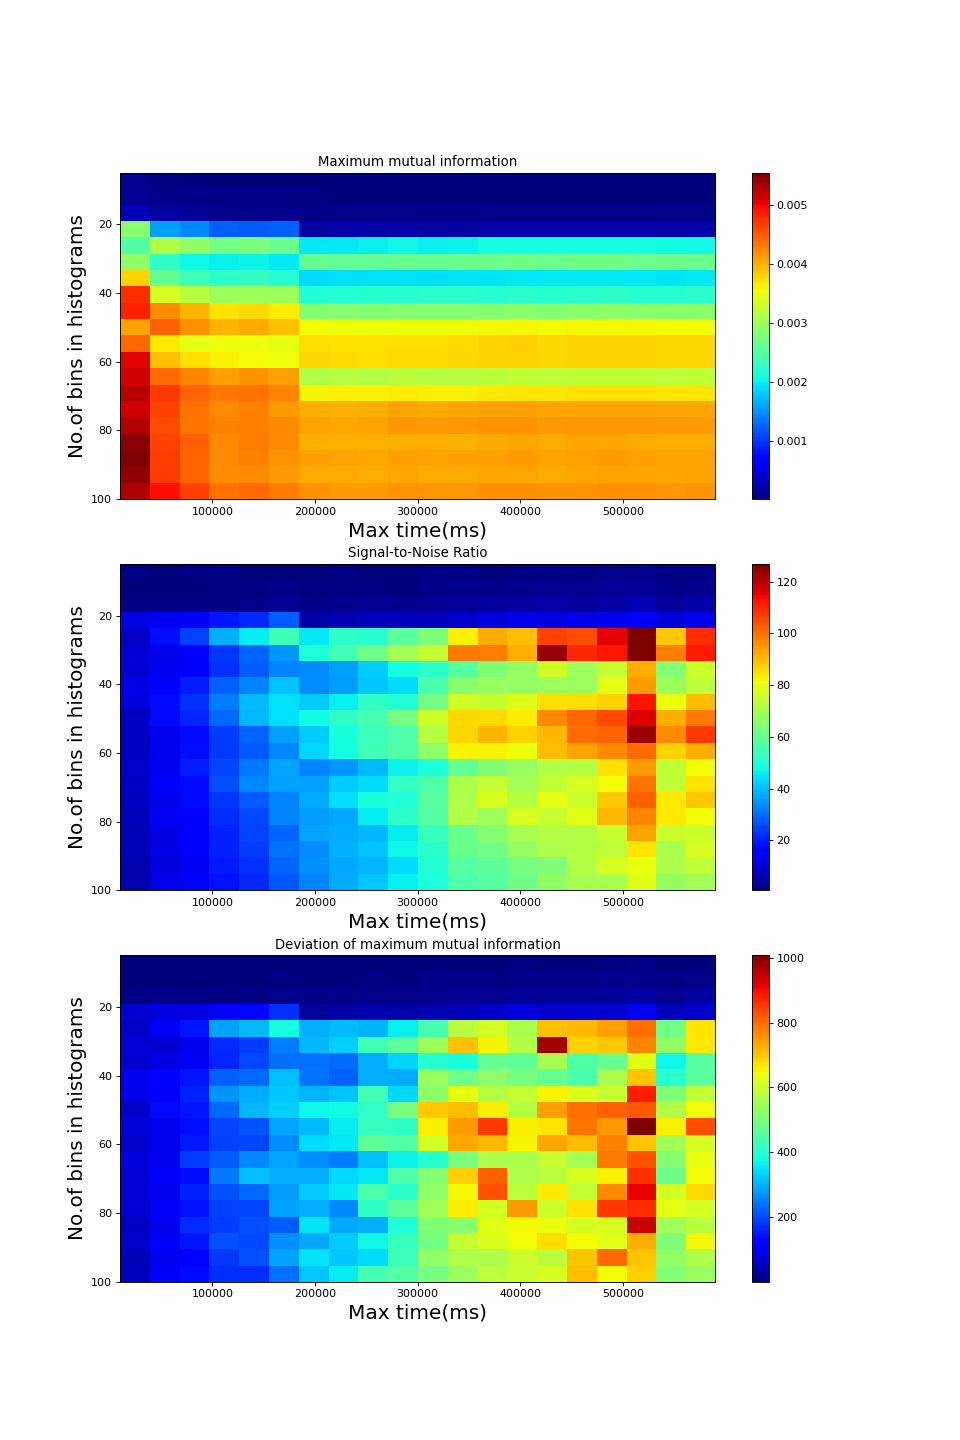 Maximum mutual information
No.of bins in histograms
20
40
60
80
100
100000 200000 300000 400000 500000
Max time(ms)
0.005
0.004
0.003
0.002
0.001
Signal-to-Noise Ratio
No.of bins in histograms
20
40
60
80
100
100000 200000 300000 400000 500000
Max time(ms)
120
100
80
60
40
20
Deviation of maximum mutual information
No.of bins in histograms
20
40
60
80
100
100000 200000 300000 400000 500000
Max time(ms)
1000
800
600
400
200